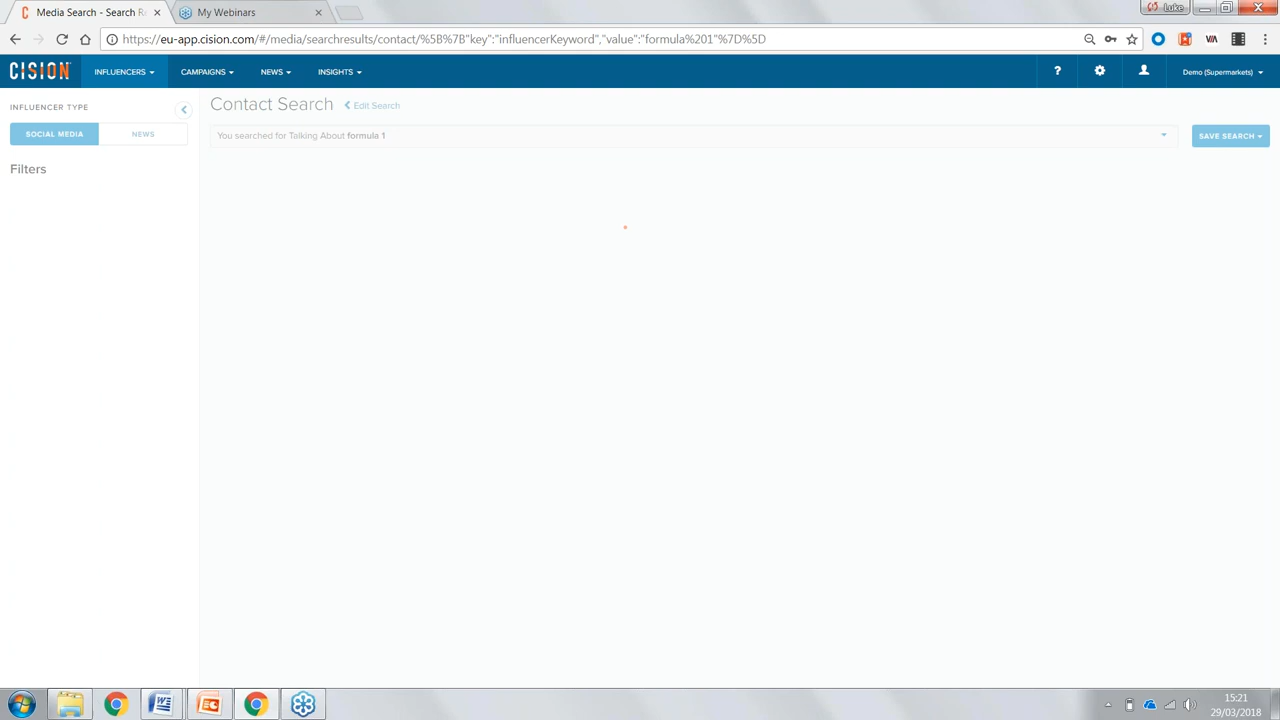 Media Search - Search Re
My Webinars
Luke
https://eu-app.cision.com/#/media/searchresults/contact/%5B%7B"key":"influencerKeyword","value":"formula%201"%7D%5D
VIA
CISION
INFLUENCERS
CAMPAIGNS
NEWS
INSIGHTS
?
Demo (Supermarkets)
INFLUENCER TYPE
SOCIAL MEDIA
NEWS
Filters
Contact Search
Edit Search
You searched for Talking About formula 1
SAVE SEARCH
15:21
29/03/2018